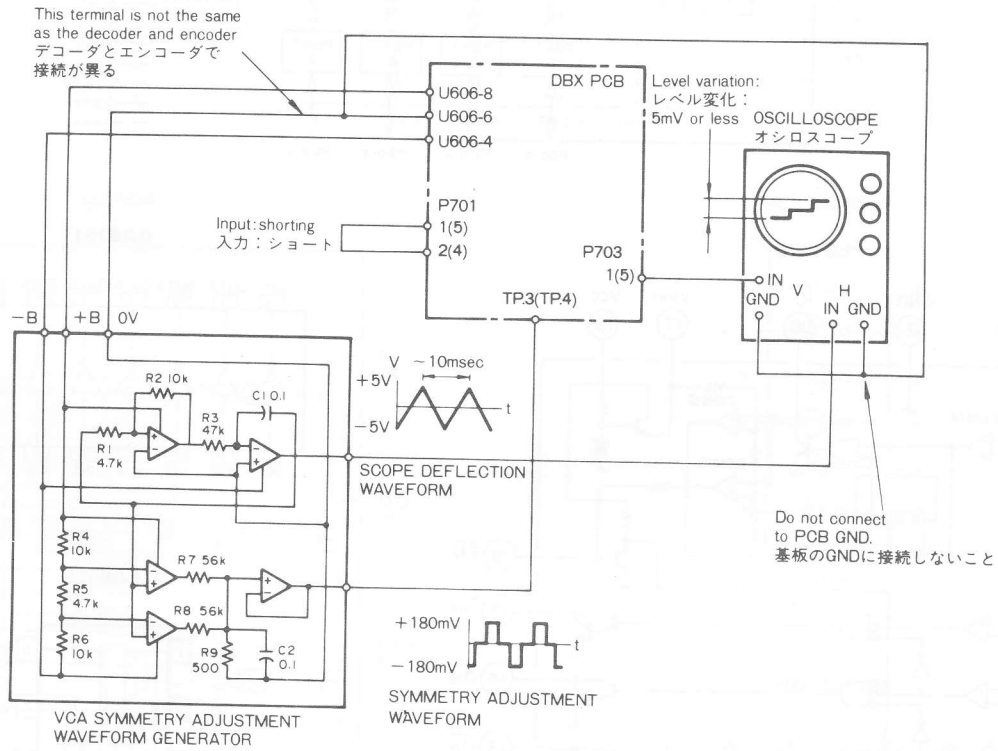 This terminal is not the same
as the decoder and encoder
デコーダとエンコーダで
接続が異る
DBX PCB
U606-8
U606-6
U606-4
Level variation:
レベル変化：
5mV or less
OSCILLOSCOPE
オシロスコープ
P701
1(5)
2(4)
Input:shorting
入力：ショート
P703
1(5)
TP.3(TP.4)
IN
GND
V
H
IN GND
-B
+B
0V
R2 10k
C1 0.1
R3
47k
R1
4.7k
V
~10msec
+5V
-5V
t
SCOPE DEFLECTION
WAVEFORM
Do not connect
to PCB GND.
基板のGNDに接続しないこと
R4
10k
R5
4.7k
R6
10k
R7 56k
R8 56k
R9
500
C2
0.1
+180mV
-180mV
t
SYMMETRY ADJUSTMENT
WAVEFORM
VCA SYMMETRY ADJUSTMENT
WAVEFORM GENERATOR